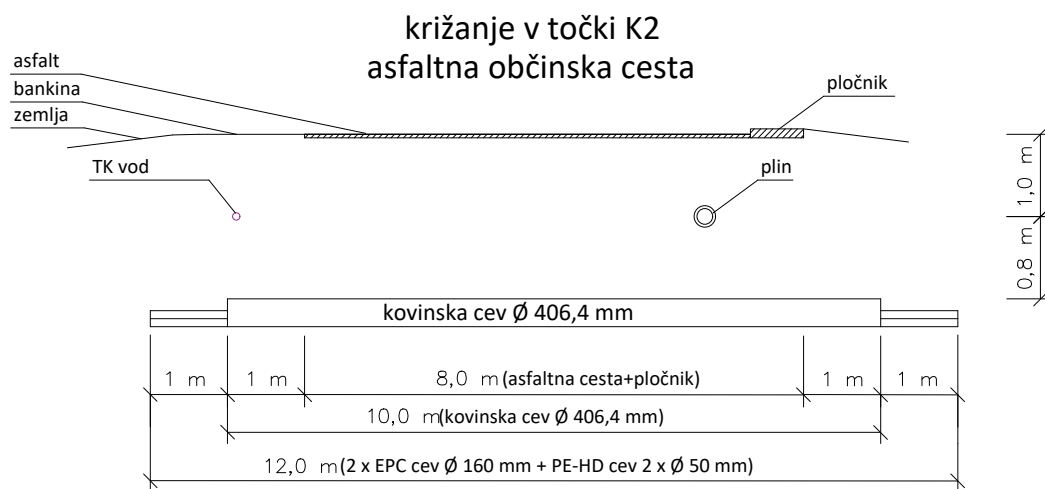 križanje v točki K2
asfaltna občinska cesta
asfalt
bankina
zemlja
pločnik
TK vod
plin
1,0 m
0,8 m
kovinska cev Ø 406,4 mm
1 m
1 m
8,0 m (asfaltna cesta+pločnik)
1 m
1 m
10,0 m (kovinska cev Ø 406,4 mm)
12,0 m (2 x EPC cev Ø 160 mm + PE-HD cev 2 x Ø 50 mm)